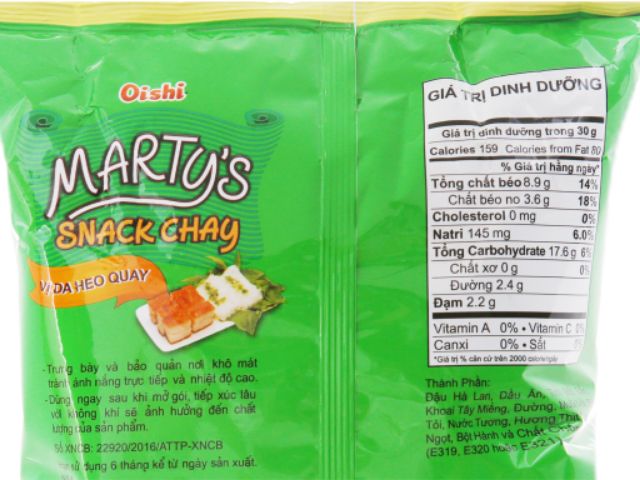 Oishi
MARTY'S
SNACK CHAY
VỊ DA HEO QUAY
-Trưng bày và bảo quản nơi khô mát
tránh ánh nắng trực tiếp và nhiệt độ cao.
-Dùng ngay sau khi mở gói, tiếp xúc lâu
với không khí sẽ ảnh hưởng đến chất
lượng của sản phẩm.
Số XNCB: 22920/2016/ATTP-XNCB
sử dụng 6 tháng kể từ ngày sản xuất.
GIÁ TRỊ DINH DƯỠNG
Giá trị dinh dưỡng trong 30g
Calories 159 Calories from Fat 80
% Giá trị hằng ngày*
Tổng chất béo 8.9 g 14%
Chất béo no 3.6 g 18%
Cholesterol 0 mg 0%
Natri 145 mg 6.0%
Tổng Carbohydrate 17.6 g 6%
Chất xơ 0 g 0%
Đường 2.4 g
Đạm 2.2 g
Vitamin A 0% • Vitamin C 0%
Canxi 0% • Sắt 0%
*Giá trị % căn cứ trên 2000 calorie/ngày
Thành Phần:
Đậu Hà Lan, Dầu Ăn,
Khoai Tây Miếng, Đường,
Tỏi, Nước Tương, Hương Thịt
Ngọt, Bột Hành và Chất
(E319, E320 hoặc E321)